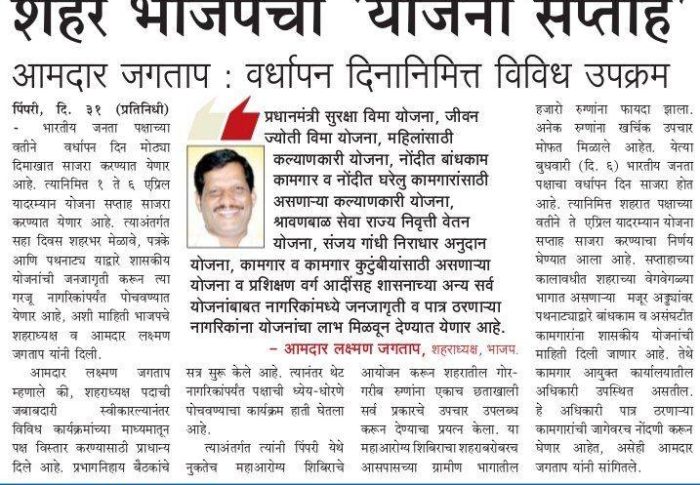 शहर भाजपचा 'योजना सप्ताह'
आमदार जगताप : वर्धापन दिनानिमित्त विविध उपक्रम
पिंपरी, दि. ३१ (प्रतिनिधी)
- भारतीय जनता पक्षाच्या
वतीने वर्धापन दिन मोठ्या
दिमाखात साजरा करण्यात येणार
आहे. त्यानिमित्त १ ते ६ एप्रिल
यादरम्यान योजना सप्ताह साजरा
करण्यात येणार आहे. त्याअंतर्गत
सहा दिवस शहरभर मेळावे, पत्रके
आणि पथनाट्य याद्वारे शासकीय
योजनांची जनजागृती करून त्या
गरजू नागरिकांपर्यंत पोचवण्यात
येणार आहे, अशी माहिती भाजपचे
शहराध्यक्ष व आमदार लक्ष्मण
जगताप यांनी दिली.
आमदार लक्ष्मण जगताप
म्हणाले की, शहराध्यक्ष पदाची
जबाबदारी स्वीकारल्यानंतर
विविध कार्यक्रमांच्या माध्यमातून
पक्ष विस्तार करण्यासाठी प्राधान्य
दिले आहे. प्रभागनिहाय बैठकांचे
प्रधानमंत्री सुरक्षा विमा योजना, जीवन
ज्योती विमा योजना, महिलांसाठी
कल्याणकारी योजना, नोंदीत बांधकाम
कामगार व नोंदीत घरेलु कामगारांसाठी
असणाऱ्या कल्याणकारी योजना,
श्रावणबाळ सेवा राज्य निवृत्ती वेतन
योजना, संजय गांधी निराधार अनुदान
योजना, कामगार व कामगार कुटुंबीयांसाठी असणाऱ्या
योजना व प्रशिक्षण वर्ग आदींसह शासनाच्या अन्य सर्व
योजनांबाबत नागरिकांमध्ये जनजागृती व पात्र ठरणाऱ्या
नागरिकांना योजनांचा लाभ मिळवून देण्यात येणार आहे.
– आमदार लक्ष्मण जगताप, शहराध्यक्ष, भाजप.
सत्र सुरू केले आहे. त्यानंतर थेट
नागरिकांपर्यंत पक्षाची ध्येय-धोरणे
पोचवण्याचा कार्यक्रम हाती घेतला
आहे.
त्याअंतर्गत त्यांनी पिंपरी येथे
नुकतेच महाआरोग्य शिबिराचे
आयोजन करून शहरातील गोर-
गरीब रुग्णांना एकाच छताखाली
सर्व प्रकारचे उपचार उपलब्ध
करून देण्याचा प्रयत्न केला. या
महाआरोग्य शिबिराचा शहराबरोबरच
आसपासच्या ग्रामीण भागातील
हजारो रुग्णांना फायदा झाला.
अनेक रुग्णांना खर्चिक उपचार
मोफत मिळाले आहेत. येत्या
बुधवारी (दि. ६) भारतीय जनता
पक्षाचा वर्धापन दिन साजरा होत
आहे. त्यानिमित्त शहरात पक्षाच्या
वतीने ते एप्रिल यादरम्यान योजना
सप्ताह साजरा करण्याचा निर्णय
घेण्यात आला आहे. सप्ताहाच्या
कालावधीत शहराच्या वेगवेगळ्या
भागात असणाऱ्या मजूर अड्ड्यांवर
पथनाट्याद्वारे बांधकाम व असंघटीत
कामगारांना शासकीय योजनांची
माहिती दिली जाणार आहे. तेथे
कामगार आयुक्त कार्यालयातील
अधिकारी उपस्थित असतील.
हे अधिकारी पात्र ठरणाऱ्या
कामगारांची जागेवरच नोंदणी करून
घेणार आहेत, असेही आमदार
जगताप यांनी सांगितले.